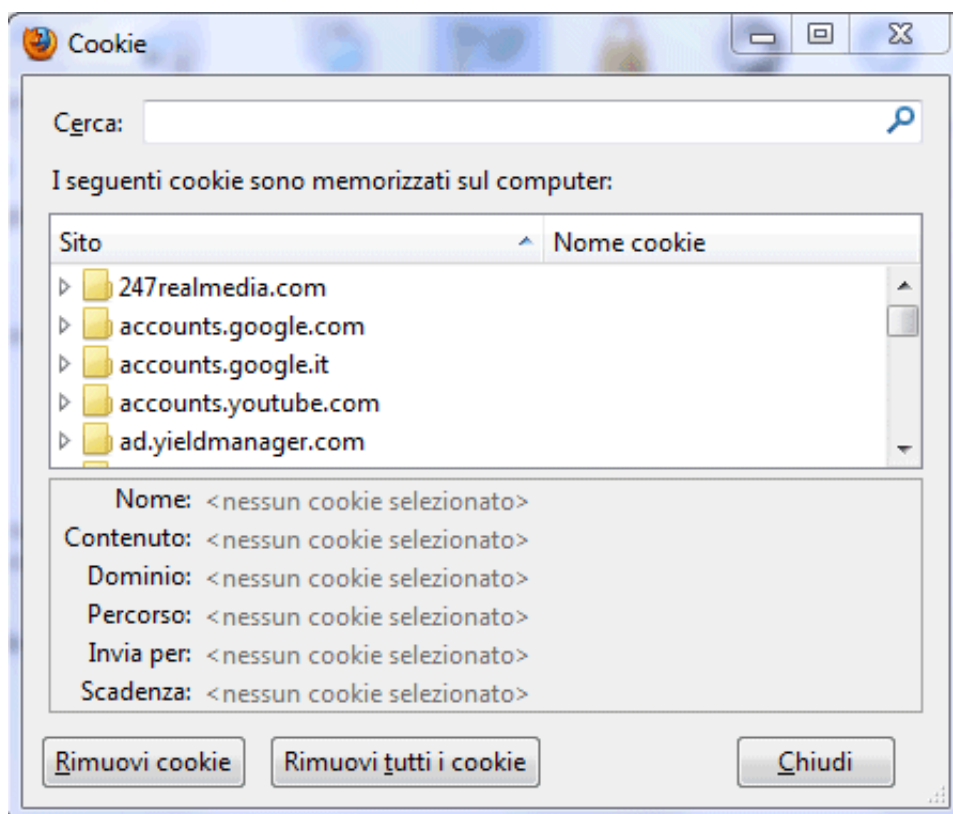 Cookie
Cerca:
I seguenti cookie sono memorizzati sul computer:
Sito Nome cookie
247realmedia.com
accounts.google.com
accounts.google.it
accounts.youtube.com
ad.yieldmanager.com
Nome: <nessun cookie selezionato>
Contenuto: <nessun cookie selezionato>
Dominio: <nessun cookie selezionato>
Percorso: <nessun cookie selezionato>
Invia per: <nessun cookie selezionato>
Scadenza: <nessun cookie selezionato>
Rimuovi cookie Rimuovi tutti i cookie Chiudi